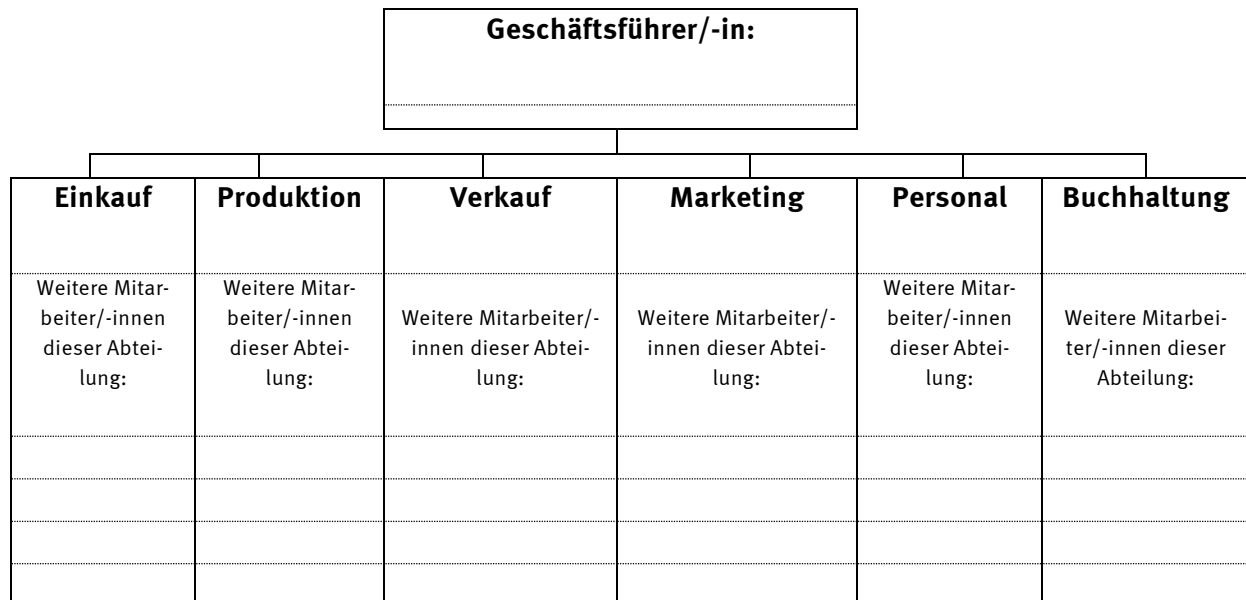 Geschäftsführer/-in:
Einkauf
Produktion
Verkauf
Marketing
Personal
Buchhaltung
Weitere Mitar-
beiter/-innen
dieser Abtei-
lung:
Weitere Mitar-
beiter/-innen
dieser Abtei-
lung:
Weitere Mitarbeiter/-
innen dieser Abtei-
lung:
Weitere Mitarbeiter/-
innen dieser Abtei-
lung:
Weitere Mitar-
beiter/-innen
dieser Abtei-
lung:
Weitere Mitarbei-
ter/-innen dieser
Abteilung: